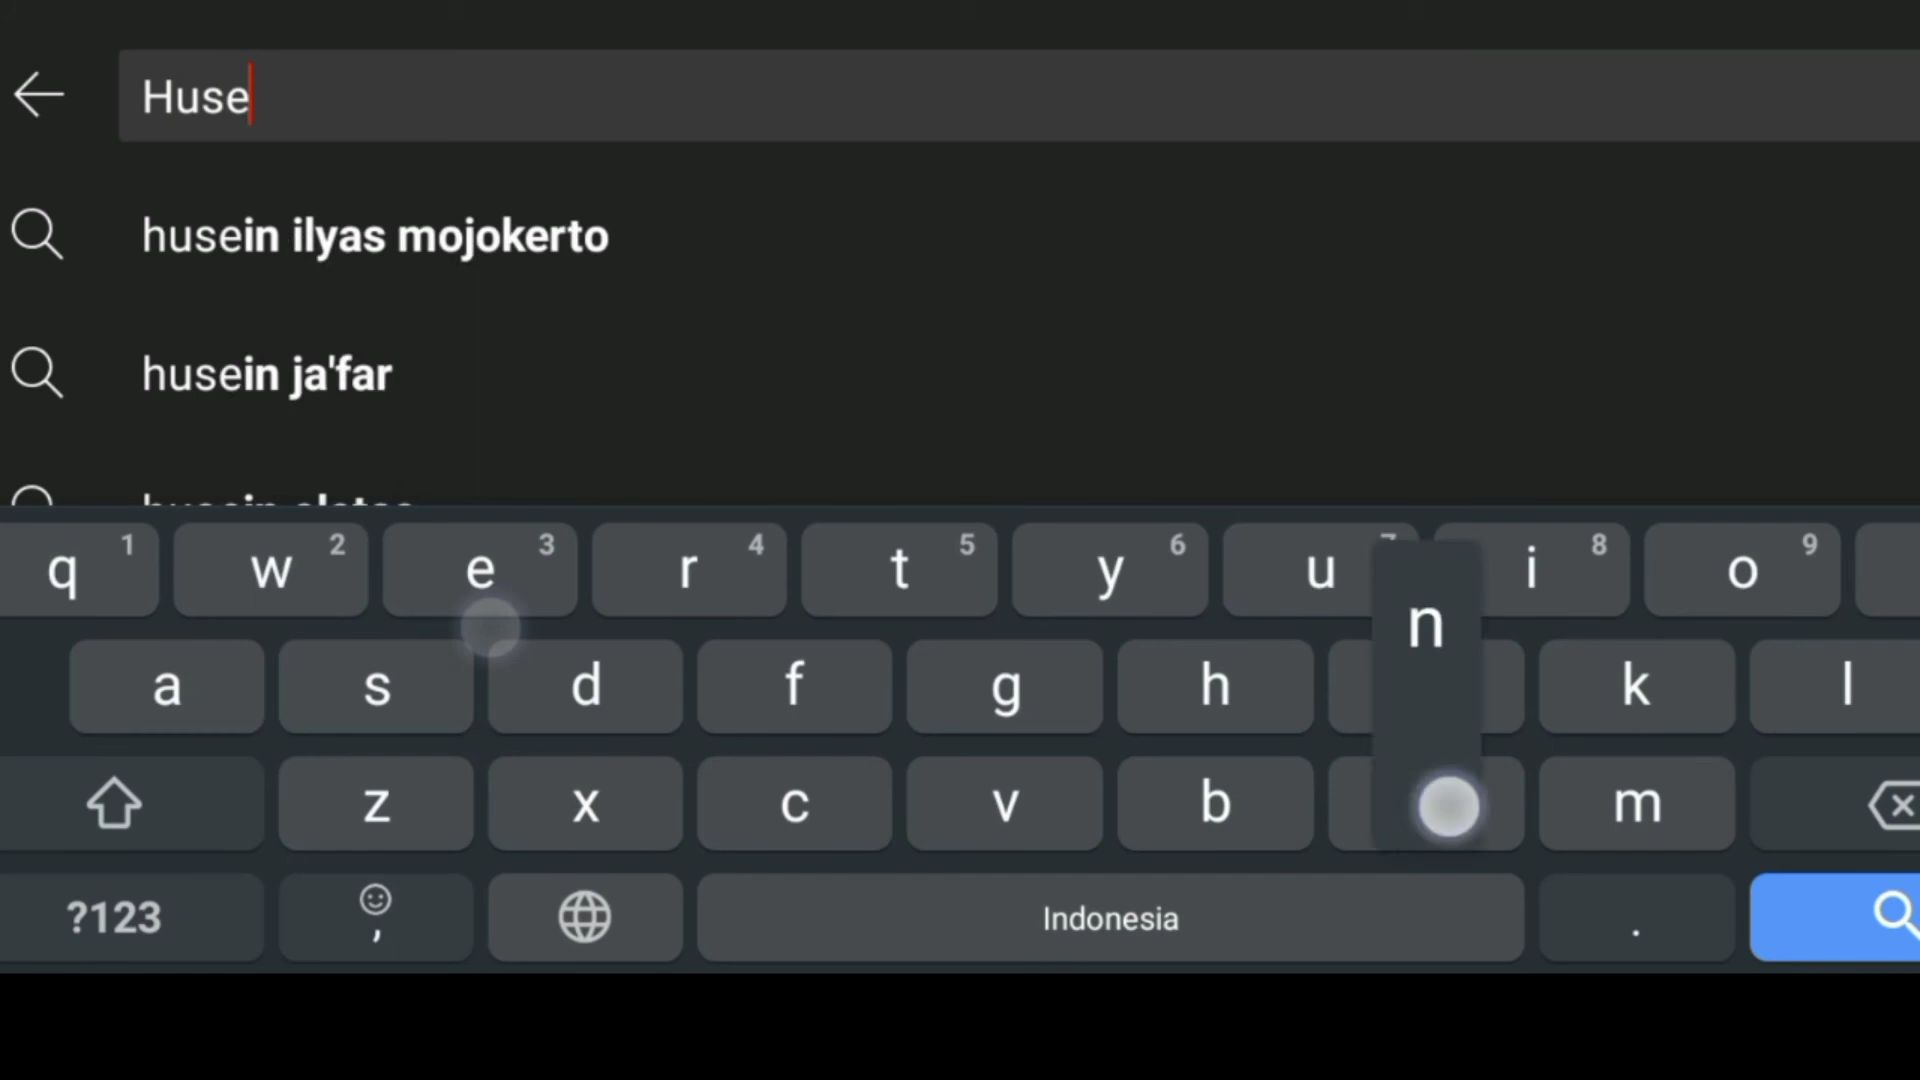 Huse
husein ilyas mojokerto
husein ja'far
q 1 w 2 e 3 r 4 t 5 y 6 u i 8 o 9
n
a s d f g h k l
z x c v b m
?123 , Indonesia .